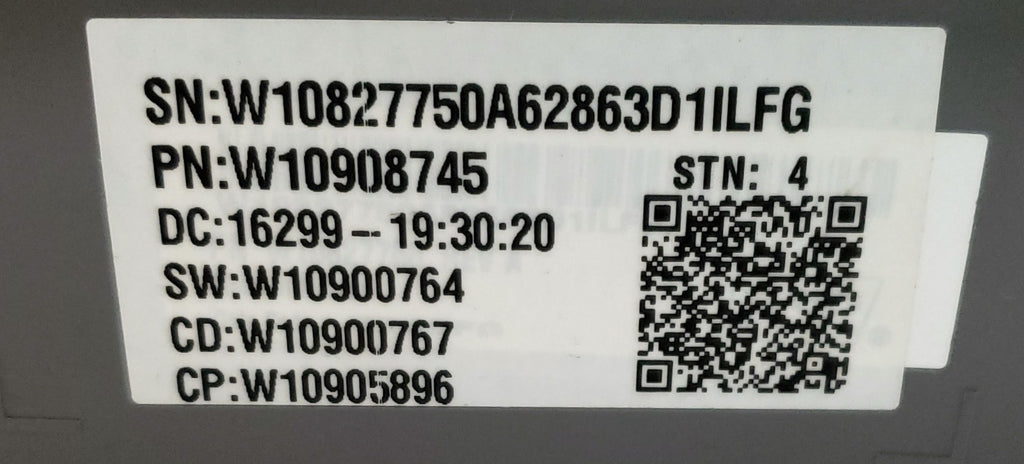 SN:W10827750A62863D1ILFG
PN:W10908745
STN: 4
DC:16299--19:30:20
SW:W10900764
CD:W10900767
CP:W10905896